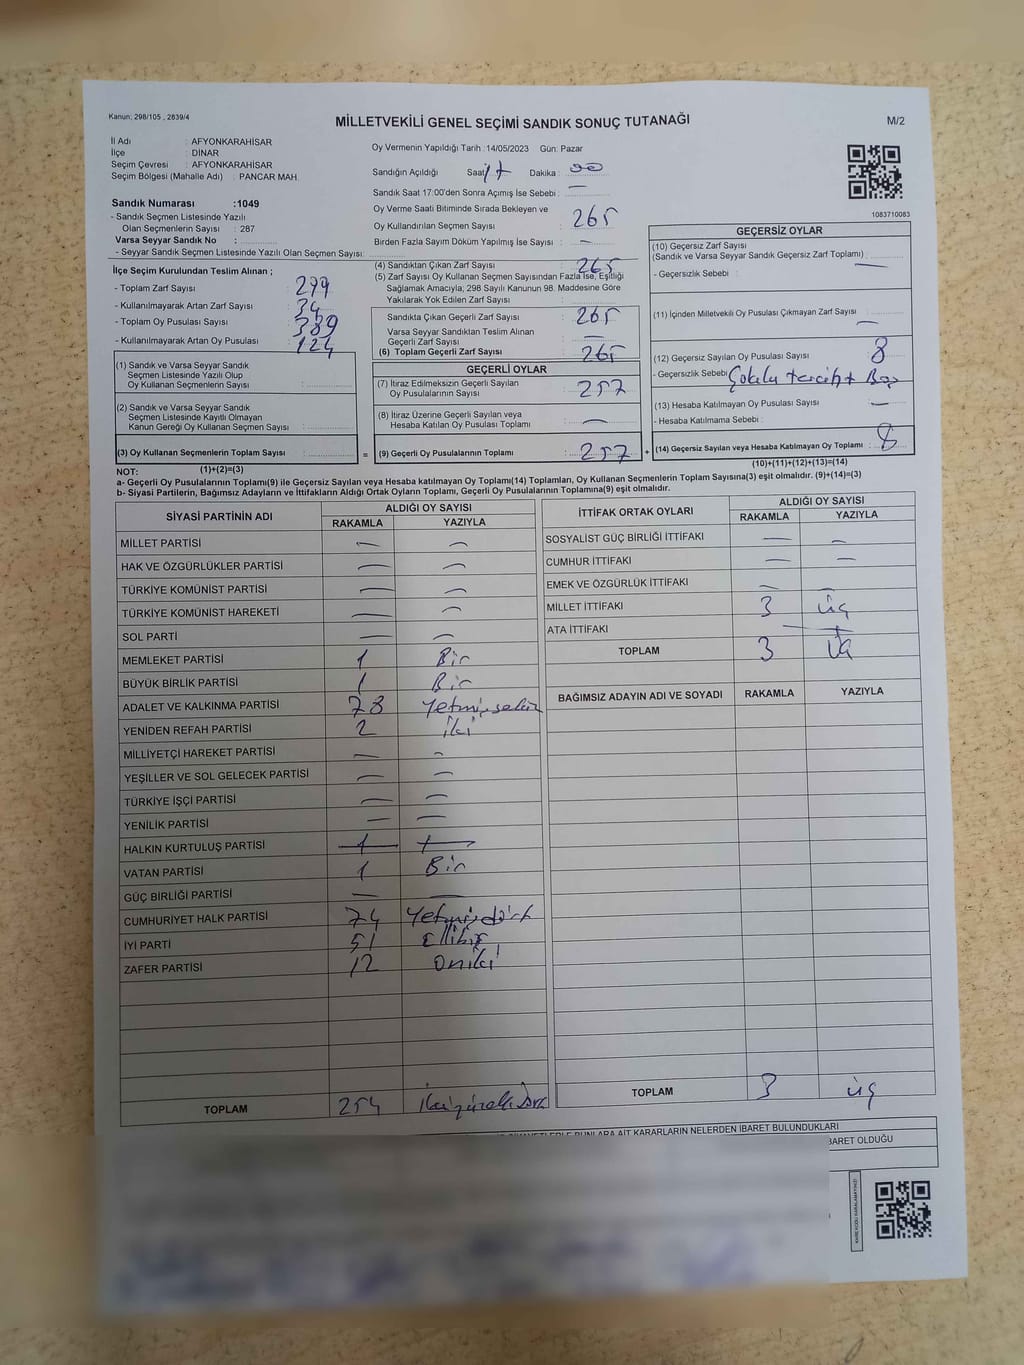 Kanun: 298/105 , 2839/4
MİLLETVEKİLİ GENEL SEÇİMİ SANDIK SONUÇ TUTANAĞI
M/2
İl Adı : AFYONKARAHİSAR
İlçe : DİNAR
Seçim Çevresi : AFYONKARAHİSAR
Seçim Bölgesi (Mahalle Adı) : PANCAR MAH.
Oy Vermenin Yapıldığı Tarih :14/05/2023 Gün: Pazar
Sandığın Açıldığı Saat 17 Dakika : 00
Sandık Saat 17:00'den Sonra Açımış İse Sebebi : —
1083710083
Sandık Numarası :1049
- Sandık Seçmen Listesinde Yazılı
Olan Seçmenlerin Sayısı : 287
Varsa Seyyar Sandık No :
- Seyyar Sandık Seçmen Listesinde Yazılı Olan Seçmen Sayısı:
Oy Verme Saati Bitiminde Sırada Bekleyen ve
Oy Kullandırılan Seçmen Sayısı : 265
Birden Fazla Sayım Döküm Yapılmış İse Sayısı : —
İlçe Seçim Kurulundan Teslim Alınan ;
- Toplam Zarf Sayısı : 299
- Kullanılmayarak Artan Zarf Sayısı : 34
- Toplam Oy Pusulası Sayısı : 389
- Kullanılmayarak Artan Oy Pusulası : 124
(4) Sandıktan Çıkan Zarf Sayısı : 265
(5) Zarf Sayısı Oy Kullanan Seçmen Sayısından Fazla İse, Eşitliği
Sağlamak Amacıyla; 298 Sayılı Kanunun 98. Maddesine Göre
Yakılarak Yok Edilen Zarf Sayısı :
Sandıkta Çıkan Geçerli Zarf Sayısı : 265
Varsa Seyyar Sandıktan Teslim Alınan
Geçerli Zarf Sayısı : —
(6) Toplam Geçerli Zarf Sayısı : 265
GEÇERSİZ OYLAR
(10) Geçersiz Zarf Sayısı
(Sandık ve Varsa Seyyar Sandık Geçersiz Zarf Toplamı) : —
- Geçersizlik Sebebi :
(11) İçinden Milletvekili Oy Pusulası Çıkmayan Zarf Sayısı : —
(12) Geçersiz Sayılan Oy Pusulası Sayısı : 8
- Geçersizlik Sebebi : Çoklu tercih + Boş
(13) Hesaba Katılmayan Oy Pusulası Sayısı : —
- Hesaba Katılmama Sebebi :
(14) Geçersiz Sayılan veya Hesaba Katılmayan Oy Toplamı : 8
(10)+(11)+(12)+(13)=(14)
(1) Sandık ve Varsa Seyyar Sandık
Seçmen Listesinde Yazılı Olup
Oy Kullanan Seçmenlerin Sayısı :
(2) Sandık ve Varsa Seyyar Sandık
Seçmen Listesinde Kayıtlı Olmayan
Kanun Gereği Oy Kullanan Seçmen Sayısı :
(3) Oy Kullanan Seçmenlerin Toplam Sayısı :
=
GEÇERLİ OYLAR
(7) İtiraz Edilmeksizin Geçerli Sayılan
Oy Pusulalarının Sayısı : 257
(8) İtiraz Üzerine Geçerli Sayılan veya
Hesaba Katılan Oy Pusulası Toplamı : —
(9) Geçerli Oy Pusulalarının Toplamı : 257 +
NOT: (1)+(2)=(3)
a- Geçerli Oy Pusulalarının Toplamı(9) ile Geçersiz Sayılan veya Hesaba katılmayan Oy Toplamı(14) Toplamları, Oy Kullanan Seçmenlerin Toplam Sayısına(3) eşit olmalıdır. (9)+(14)=(3)
b- Siyasi Partilerin, Bağımsız Adayların ve İttifakların Aldığı Ortak Oyların Toplamı, Geçerli Oy Pusulalarının Toplamına(9) eşit olmalıdır.
SİYASİ PARTİNİN ADI ALDIĞI OY SAYISI
RAKAMLA YAZIYLA
MİLLET PARTİSİ — —
HAK VE ÖZGÜRLÜKLER PARTİSİ — —
TÜRKİYE KOMÜNİST PARTİSİ — —
TÜRKİYE KOMÜNİST HAREKETİ — —
SOL PARTİ — —
MEMLEKET PARTİSİ 1 Bir
BÜYÜK BİRLİK PARTİSİ 1 Bir
ADALET VE KALKINMA PARTİSİ 78 Yetmişsekiz
YENİDEN REFAH PARTİSİ 2 iki
MİLLİYETÇİ HAREKET PARTİSİ — —
YEŞİLLER VE SOL GELECEK PARTİSİ — —
TÜRKİYE İŞÇİ PARTİSİ — —
YENİLİK PARTİSİ — —
HALKIN KURTULUŞ PARTİSİ
VATAN PARTİSİ 1 Bir
GÜÇ BİRLİĞİ PARTİSİ — —
CUMHURİYET HALK PARTİSİ 74 Yetmişdört
İYİ PARTİ 51 Ellibir
ZAFER PARTİSİ 12 oniki
TOPLAM 254 ikiyüzellidört
İTTİFAK ORTAK OYLARI ALDIĞI OY SAYISI
RAKAMLA YAZIYLA
SOSYALİST GÜÇ BİRLİĞİ İTTİFAKI — —
CUMHUR İTTİFAKI — —
EMEK VE ÖZGÜRLÜK İTTİFAKI — —
MİLLET İTTİFAKI 3 üç
ATA İTTİFAKI — —
TOPLAM 3 üç
BAĞIMSIZ ADAYIN ADI VE SOYADI RAKAMLA YAZIYLA
TOPLAM 3 üç
BUNLARA AİT KARARLARIN NELERDEN İBARET BULUNDUKLARI
İBARET OLDUĞU